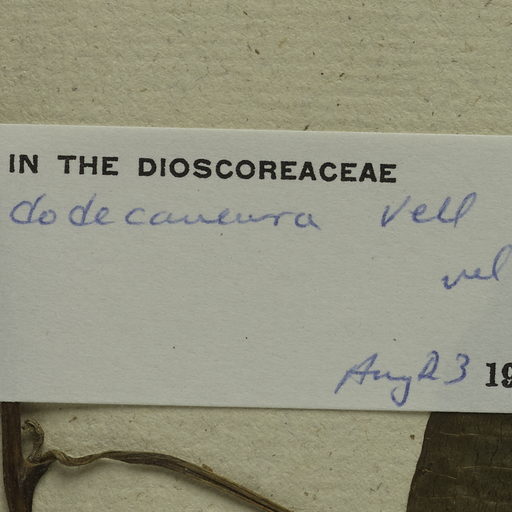 IN THE DIOSCOREACEAE
dodecaneura Vell
vel
Aug 23 19